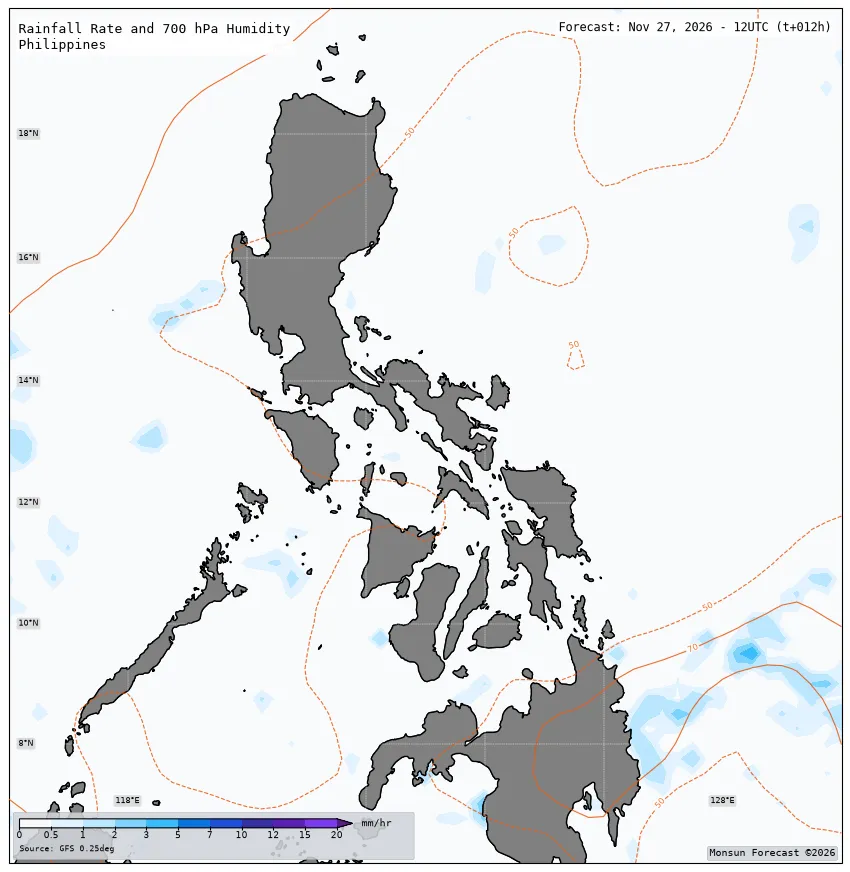 Rainfall Rate and 700 hPa Humidity
Philippines
Forecast: Nov 27, 2026 - 12UTC (t+012h)
18°N
16°N
14°N
12°N
10°N
8°N
118°E
128°E
50
50
50
50
70
50
0 0.5 1 2 3 5 7 10 12 15 20 mm/hr
Source: GFS 0.25deg
Monsun Forecast ©2026